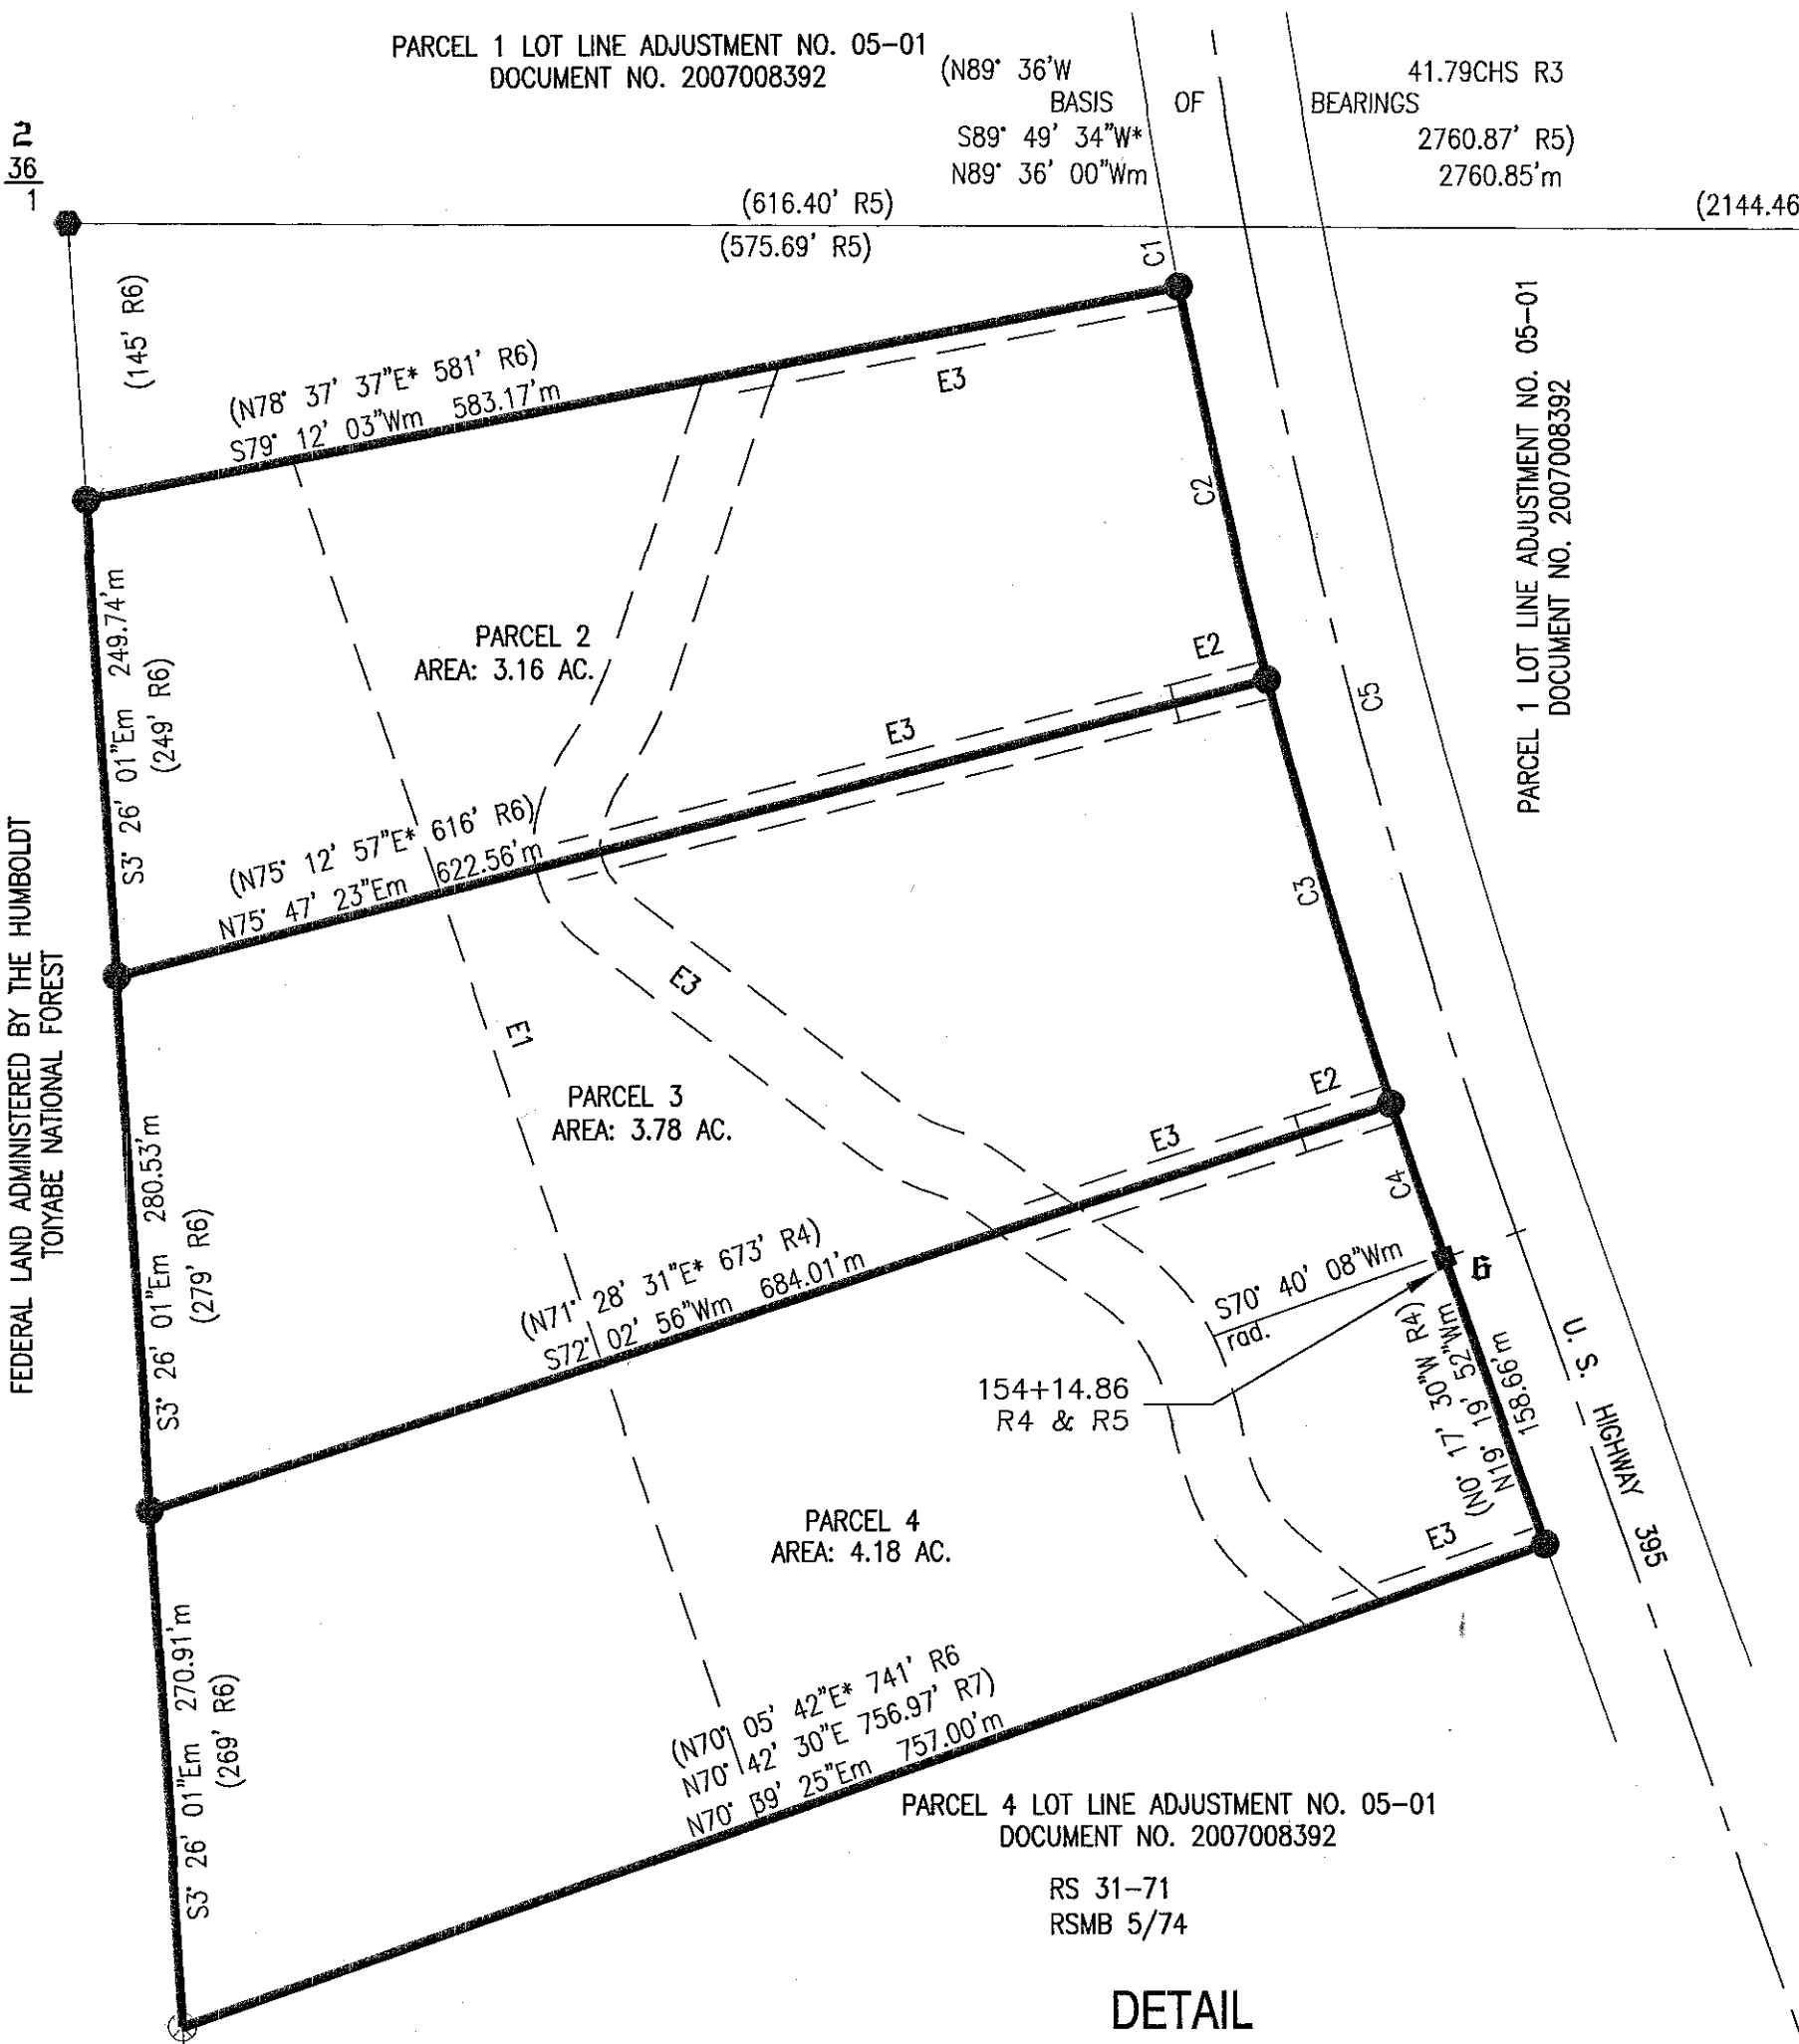 PARCEL 1 LOT LINE ADJUSTMENT NO. 05-01
DOCUMENT NO. 2007008392
(N89° 36'W 41.79CHS R3
BASIS OF BEARINGS
S89° 49' 34"W* 2760.87' R5)
N89° 36' 00"Wm 2760.85'm
2
36
1
(616.40' R5)
(2144.46
(575.69' R5)
C1
(145' R6)
(N78° 37' 37"E* 581' R6)
S79° 12' 03"Wm 583.17'm
E3
C2
PARCEL 1 LOT LINE ADJUSTMENT NO. 05-01
DOCUMENT NO. 2007008392
S3° 26' 01"Em 249.74'm
(249' R6)
PARCEL 2
AREA: 3.16 AC.
E2
E3
C5
(N75° 12' 57"E* 616' R6)
N75° 47' 23"Em 622.56'm
C3
FEDERAL LAND ADMINISTERED BY THE HUMBOLDT
TOIYABE NATIONAL FOREST
E3
E1
PARCEL 3
AREA: 3.78 AC.
E2
E3
C4
S3° 26' 01"Em 280.53'm
(279' R6)
(N71° 28' 31"E* 673' R4)
S72° 02' 56"Wm 684.01'm
S70° 40' 08"Wm
rad.
6
154+14.86
R4 & R5
(N0° 17' 30"W R4)
N19° 19' 52"Wm
158.66'm
U. S. HIGHWAY 395
PARCEL 4
AREA: 4.18 AC.
E3
S3° 26' 01"Em 270.91'm
(269' R6)
(N70° 05' 42"E* 741' R6
N70° 42' 30"E 756.97' R7)
N70° 39' 25"Em 757.00'm
PARCEL 4 LOT LINE ADJUSTMENT NO. 05-01
DOCUMENT NO. 2007008392
RS 31-71
RSMB 5/74
DETAIL